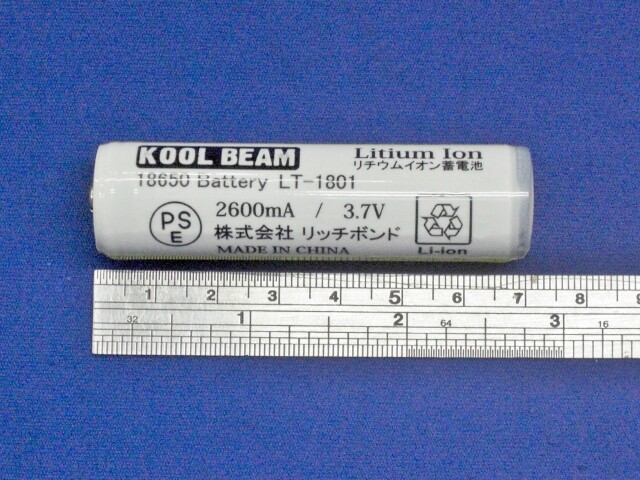 KOOL BEAM
Litium Ion
リチウムイオン蓄電池
18650 Battery LT-1801
PS
E
2600mA / 3.7V
株式会社 リッチボンド
MADE IN CHINA
Li-ion
1 2 3 4 5 6 7 8 9
32 1 2 64 3 16